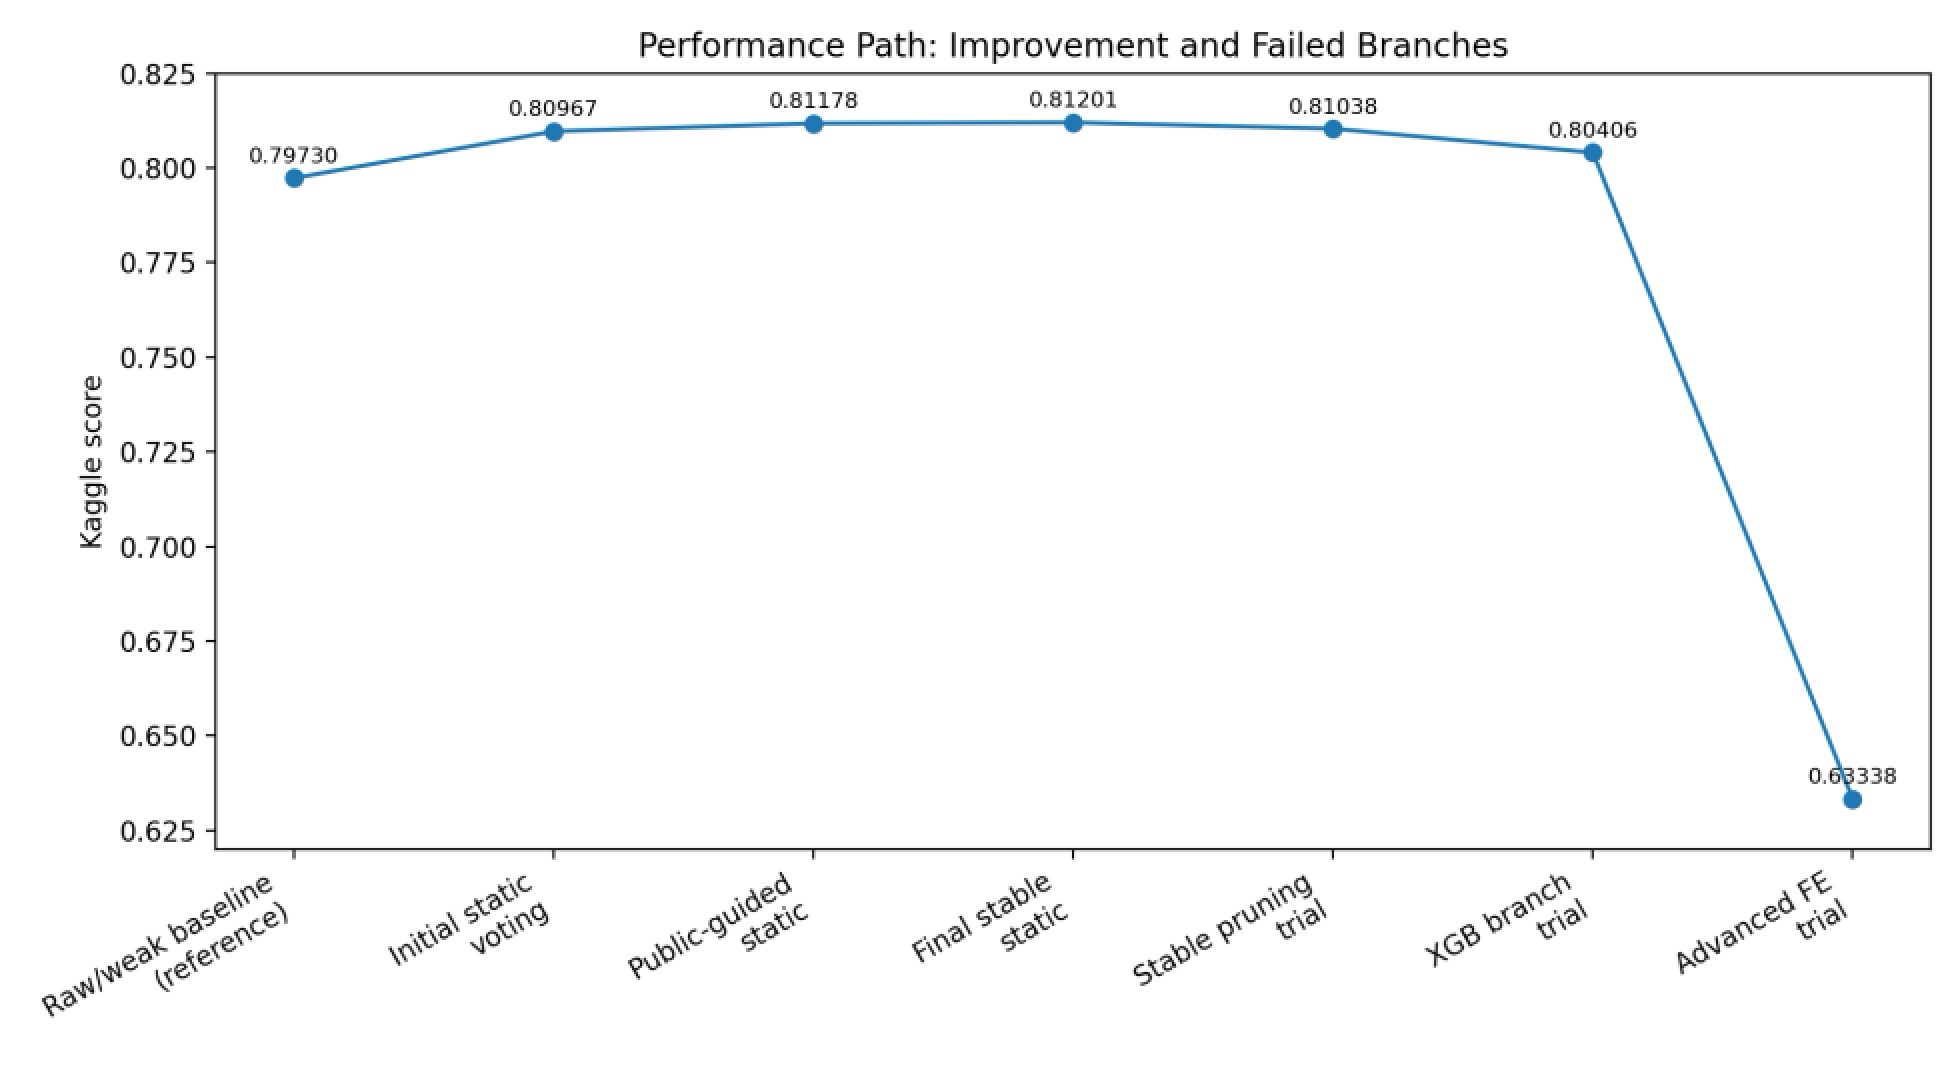 Performance Path: Improvement and Failed Branches
0.825
0.800
0.775
0.750
0.725
0.700
0.675
0.650
0.625
Kaggle score
0.79730
0.80967
0.81178
0.81201
0.81038
0.80406
0.63338
Raw/weak baseline
(reference)
Initial static
voting
Public-guided
static
Final stable
static
Stable pruning
trial
XGB branch
trial
Advanced FE
trial